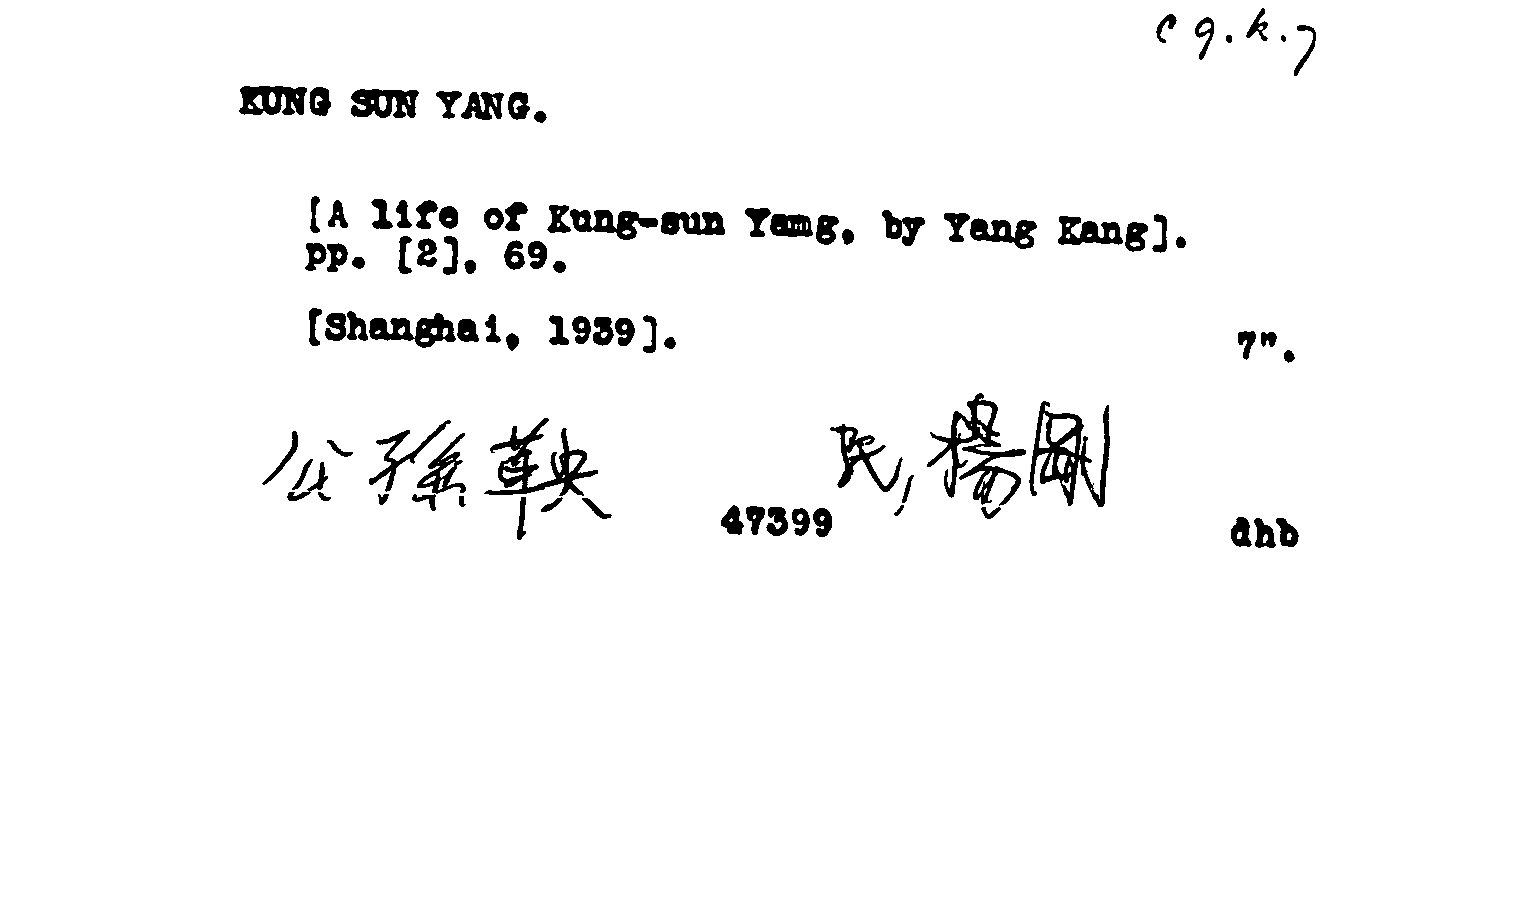 c 9.k.7
KUNG SUN YANG.
[A life of Kung-sun Yamg, by Yang Kang].
pp. [2], 69.
[Shanghai, 1939].
7".
公孫鞅 民, 楊剛
47399 dhb